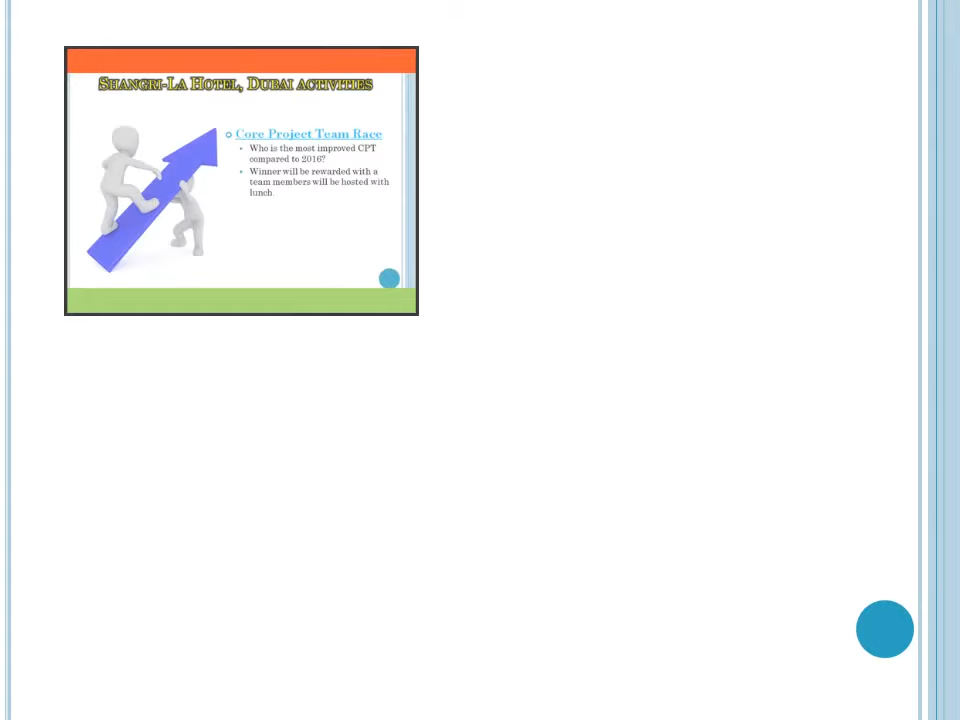 SHANGRI-LA HOTEL, DUBAI ACTIVITIES
Core Project Team Race
Who is the most improved CPT
compared to 2016?
Winner will be rewarded with a
team members will be hosted with
lunch.